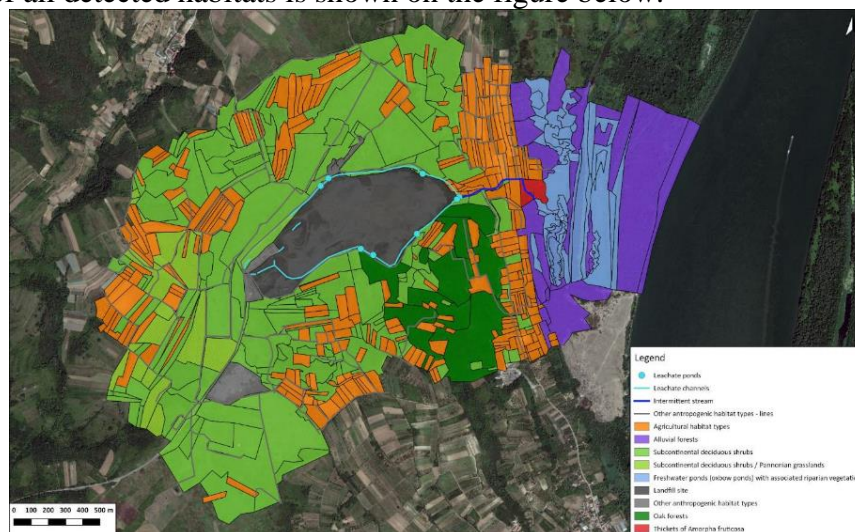 of all detected habitats is shown on the figure below.
Legend
Leachate ponds
Leachate channels
Intermittent stream
Other antropogenic habitat types - lines
Agricultural habitat types
Alluvial forests
Subcontinental deciduous shrubs
Subcontinental deciduous shrubs / Pannonian grasslands
Freshwater ponds (oxbow ponds) with associated riparian vegetati
Landfill site
Other anthropogenic habitat types
Oak forests
Thickets of Amorpha fruticosa
0 100 200 300 400 500 m